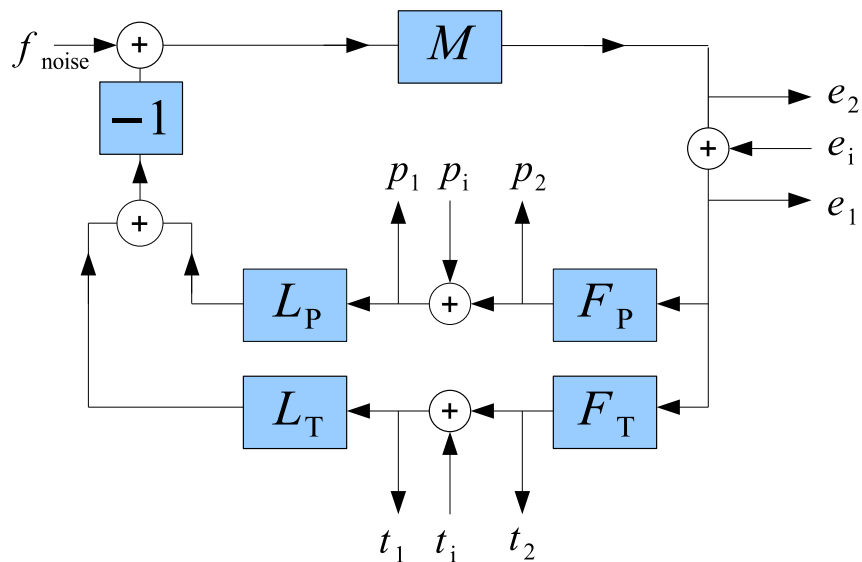 f noise
+
M
−1
e2
+
ei
e1
p1
pi
p2
+
LP
+
FP
LT
+
FT
t1
ti
t2